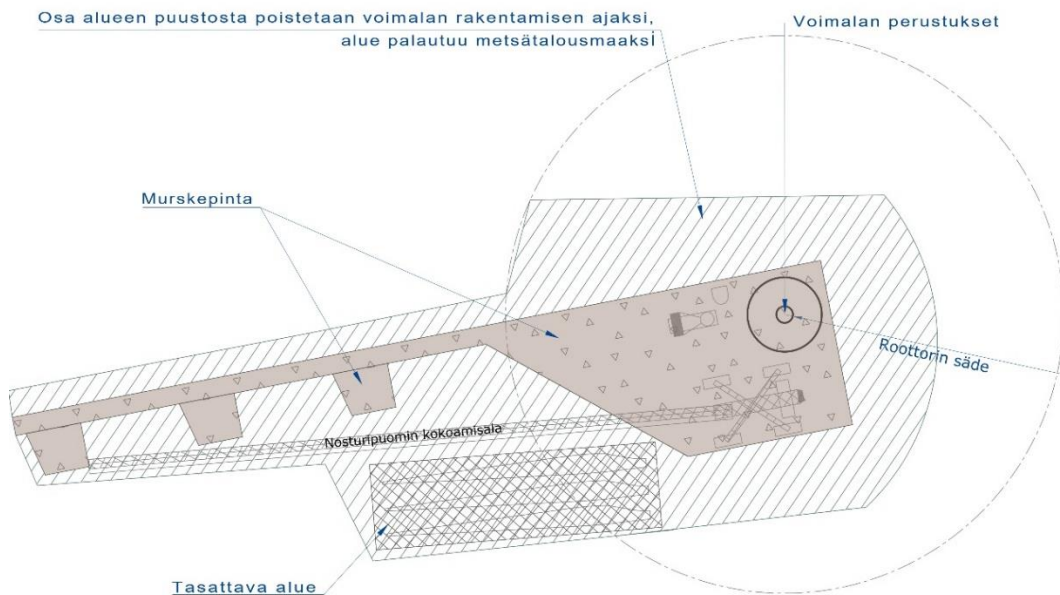 Osa alueen puustosta poistetaan voimalan rakentamisen ajaksi,
alue palautuu metsätalousmaaksi
Voimalan perustukset
Murskepinta
Roottorin säde
Nosturipuomin kokoamisala
Tasattava alue